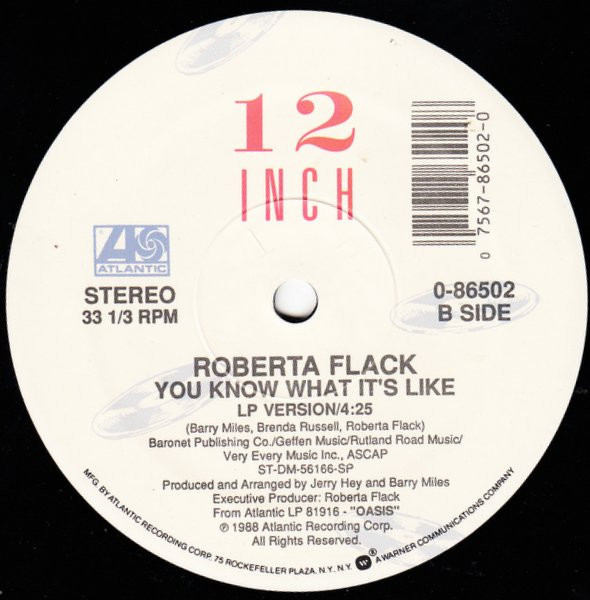 12
INCH
0 7567-86502-0
ATLANTIC
STEREO
33 1/3 RPM
0-86502
B SIDE
ROBERTA FLACK
YOU KNOW WHAT IT'S LIKE
LP VERSION/4:25
(Barry Miles, Brenda Russell, Roberta Flack)
Baronet Publishing Co./Geffen Music/Rutland Road Music/
Very Every Music Inc., ASCAP
ST-DM-56166-SP
Produced and Arranged by Jerry Hey and Barry Miles
Executive Producer: Roberta Flack
From Atlantic LP 81916 - "OASIS"
℗ 1988 Atlantic Recording Corp.
All Rights Reserved.
MFG. BY ATLANTIC RECORDING CORP. 75 ROCKEFELLER PLAZA, N.Y. N.Y. W ® A WARNER COMMUNICATIONS COMPANY